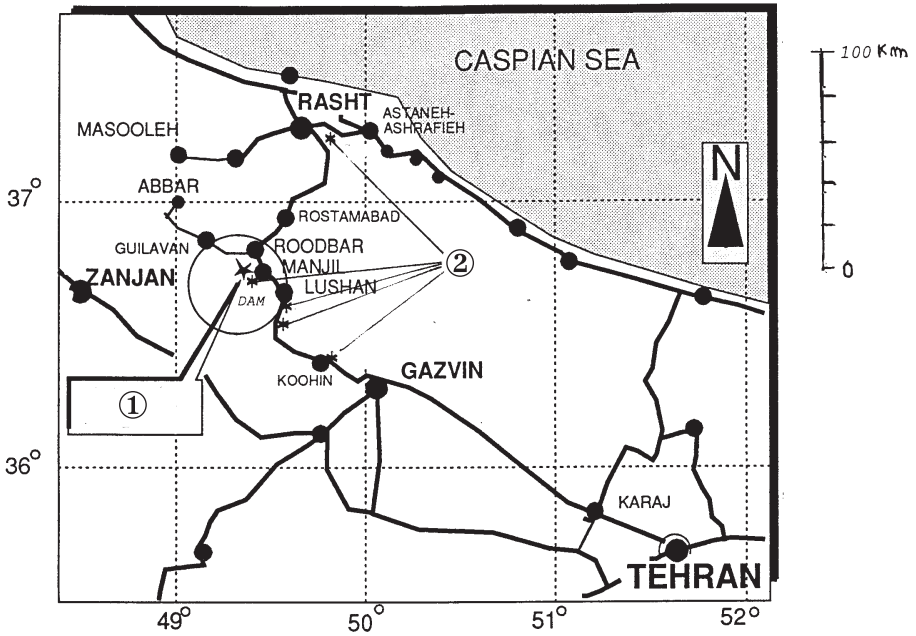 CASPIAN SEA
100 Km
RASHT
ASTANEH-
ASHRAFIEH
MASOOLEH
N
37°
ABBAR
ROSTAMABAD
GUILAVAN
ROODBAR
②
MANJIL
0
ZANJAN
LUSHAN
DAM
KOOHIN
GAZVIN
①
36°
KARAJ
TEHRAN
49°
50°
51°
52°